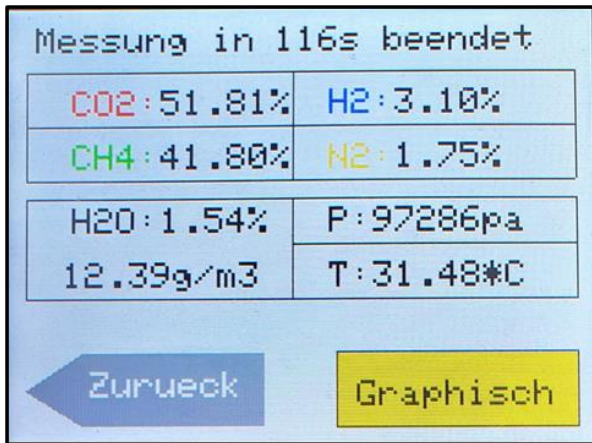 Messung in 116s beendet
CO2:51.81% H2:3.10%
CH4:41.80% N2:1.75%
H2O:1.54% P:97286pa
12.39g/m3 T:31.48*C
Zurueck Graphisch